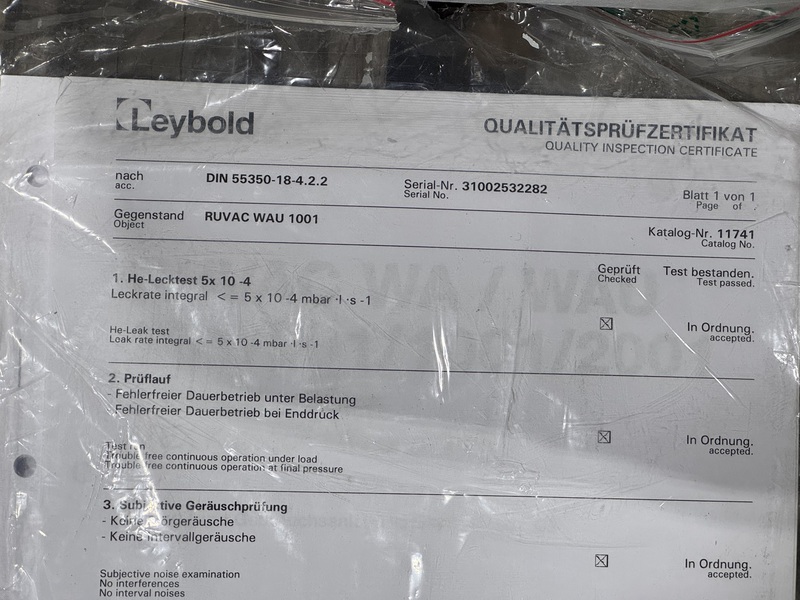 Leybold
QUALITÄTSPRÜFZERTIFIKAT
QUALITY INSPECTION CERTIFICATE
nach DIN 55350-18-4.2.2 Serial-Nr. 31002532282 Blatt 1 von 1
acc. Serial No. Page of .
Gegenstand RUVAC WAU 1001 Katalog-Nr. 11741
Object Catalog No.
Geprüft Test bestanden.
Checked Test passed.
1. He-Lecktest 5x 10 -4
Leckrate integral < = 5 x 10 -4 mbar ·l ·s -1
☒ In Ordnung.
accepted.
He-Leak test
Leak rate integral < = 5 x 10 -4 mbar ·l ·s -1
2. Prüflauf
- Fehlerfreier Dauerbetrieb unter Belastung
- Fehlerfreier Dauerbetrieb bei Enddruck
☒ In Ordnung.
accepted.
Test run
Trouble free continuous operation under load
Trouble free continuous operation at final pressure
3. Subjektive Geräuschprüfung
- Keine Störgeräusche
- Keine Intervallgeräusche
☒ In Ordnung.
accepted.
Subjective noise examination
No interferences
No interval noises